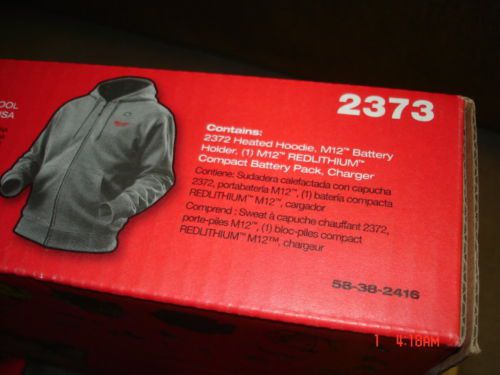 OOL
SA
2373
Contains:
2372 Heated Hoodie, M12™ Battery
Holder, (1) M12™ REDLITHIUM™
Compact Battery Pack, Charger
Contiene: Sudadera calefactada con capucha
2372, portabatería M12™, (1) batería compacta
REDLITHIUM™ M12™, cargador
Comprend : Sweet à capuche chauffant 2372,
porte-piles M12™, (1) bloc-piles compact
REDLITHIUM™ M12™, chargeur
58-38-2416
1 4:18AM